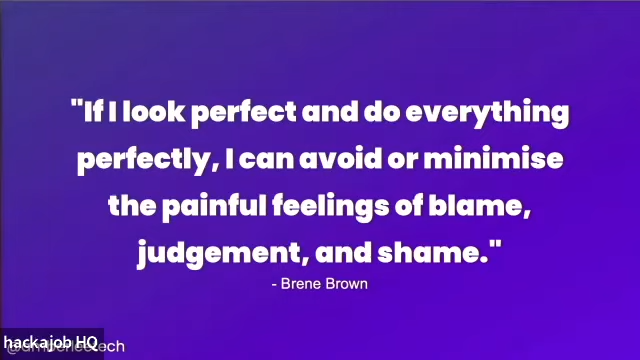 "If I look perfect and do everything
perfectly, I can avoid or minimise
the painful feelings of blame,
judgement, and shame."
- Brene Brown
hackajob HQ